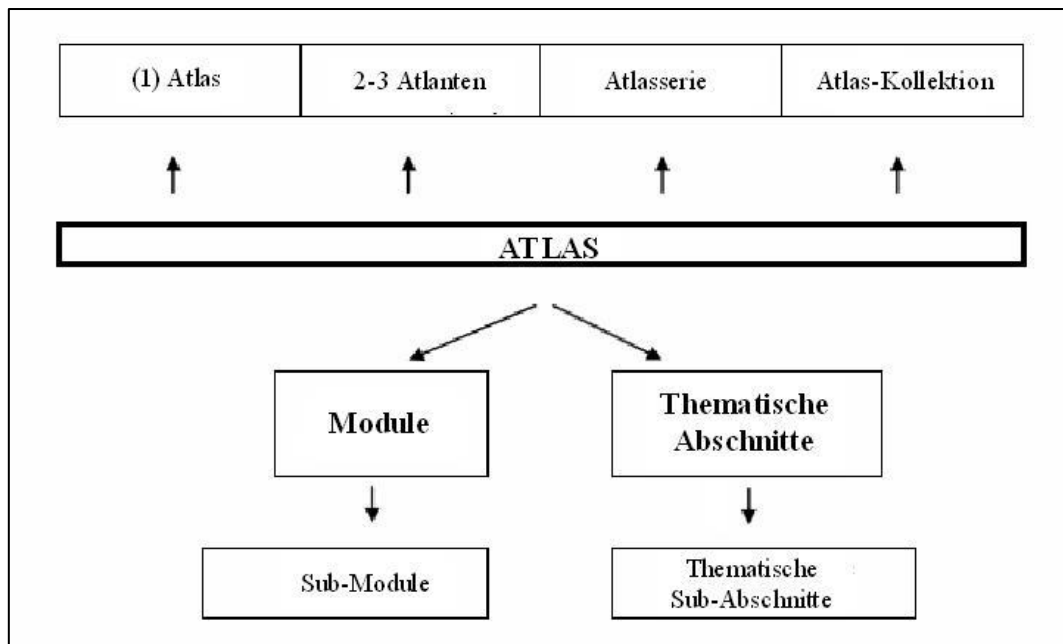 (1) Atlas
2-3 Atlanten
Atlasserie
Atlas-Kollektion
ATLAS
Module
Thematische
Abschnitte
Sub-Module
Thematische
Sub-Abschnitte